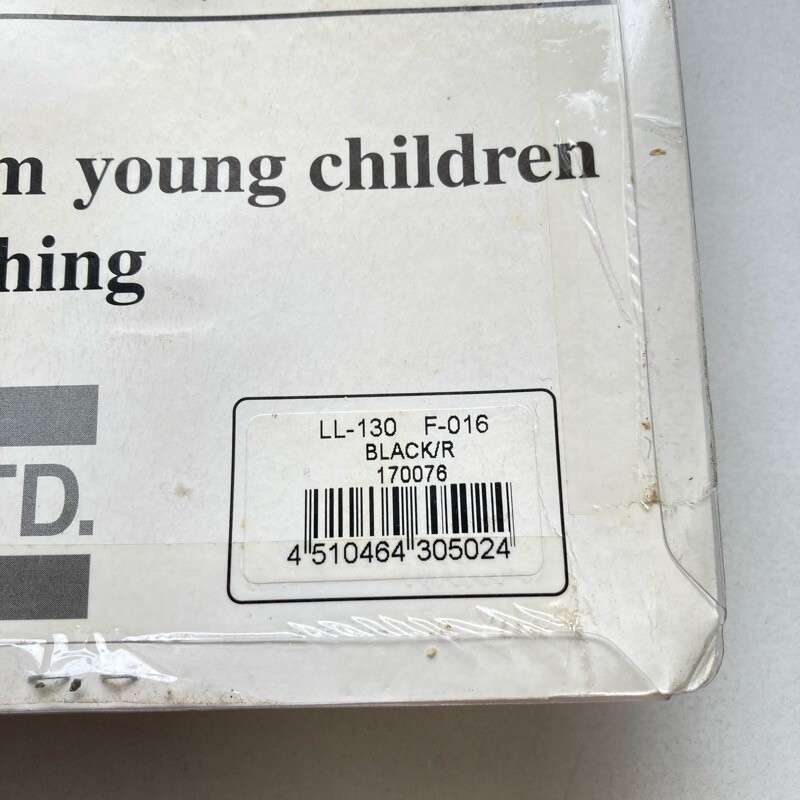 m young children
hing
TD.
LL-130 F-016
BLACK/R
170076
4 510464 305024